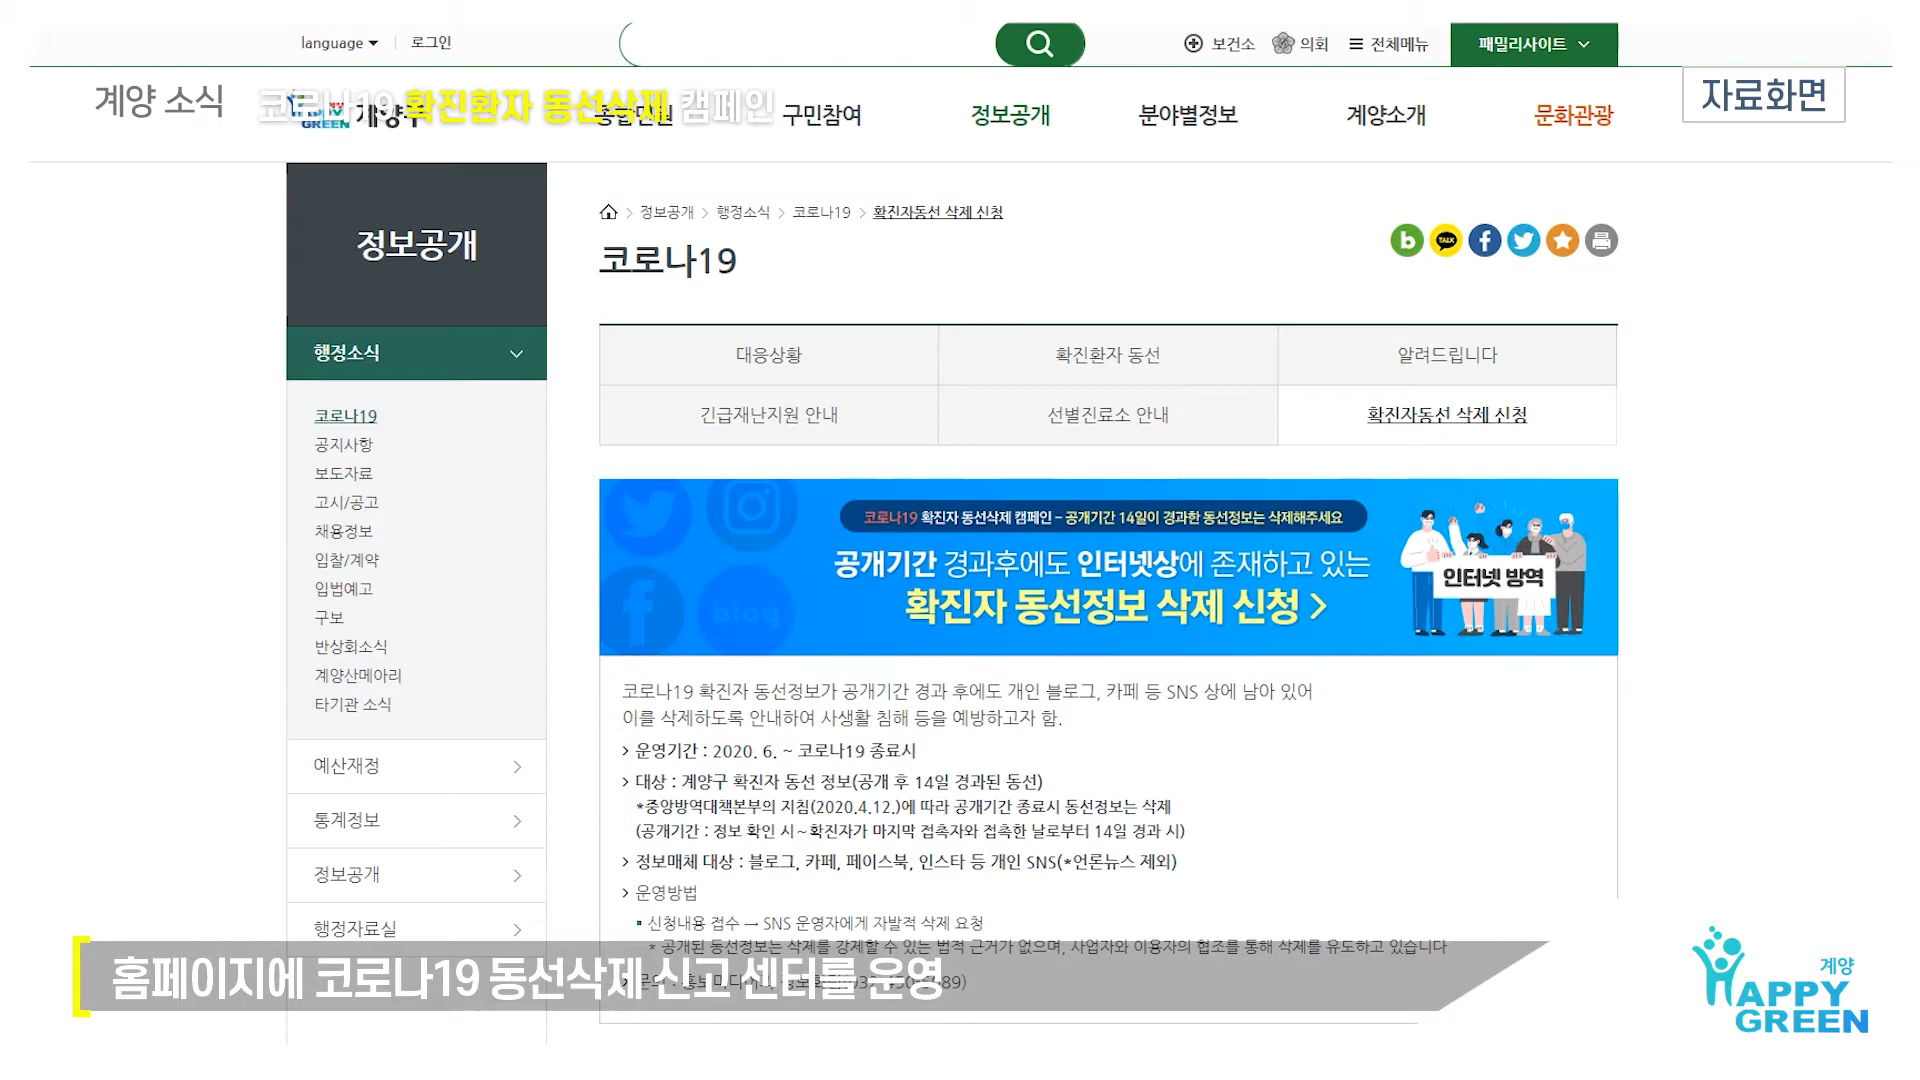 language
로그인
보건소
의회
전체메뉴
패밀리사이트
계양 소식
코로나19 확진환자 동선삭제 캠페인
GREEN
계양구
종합민원
구민참여
정보공개
분야별정보
계양소개
문화관광
자료화면
정보공개
행정소식
코로나19
공지사항
보도자료
고시/공고
채용정보
입찰/계약
입법예고
구보
반상회소식
계양산메아리
타기관 소식
예산재정
통계정보
정보공개
행정자료실
정보공개 > 행정소식 > 코로나19 > 확진자동선 삭제 신청
코로나19
b
TALK
f
대응상황
확진환자 동선
알려드립니다
긴급재난지원 안내
선별진료소 안내
확진자동선 삭제 신청
f
blog
코로나19 확진자 동선삭제 캠페인 – 공개기간 14일이 경과한 동선정보는 삭제해주세요
공개기간 경과후에도 인터넷상에 존재하고 있는
확진자 동선정보 삭제 신청 >
인터넷 방역
코로나19 확진자 동선정보가 공개기간 경과 후에도 개인 블로그, 카페 등 SNS 상에 남아 있어
이를 삭제하도록 안내하여 사생활 침해 등을 예방하고자 함.
> 운영기간 : 2020. 6. ~ 코로나19 종료시
> 대상 : 계양구 확진자 동선 정보(공개 후 14일 경과된 동선)
*중앙방역대책본부의 지침(2020.4.12.)에 따라 공개기간 종료시 동선정보는 삭제
(공개기간 : 정보 확인 시~확진자가 마지막 접촉자와 접촉한 날로부터 14일 경과 시)
> 정보매체 대상 : 블로그, 카페, 페이스북, 인스타 등 개인 SNS(*언론뉴스 제외)
> 운영방법
▪ 신청내용 접수 → SNS 운영자에게 자발적 삭제 요청
* 공개된 동선정보는 삭제를 강제할 수 있는 법적 근거가 없으며, 사업자와 이용자의 협조를 통해 삭제를 유도하고 있습니다
홈페이지에 코로나19 동선삭제 신고 센터를 운영
계양
HAPPY
GREEN